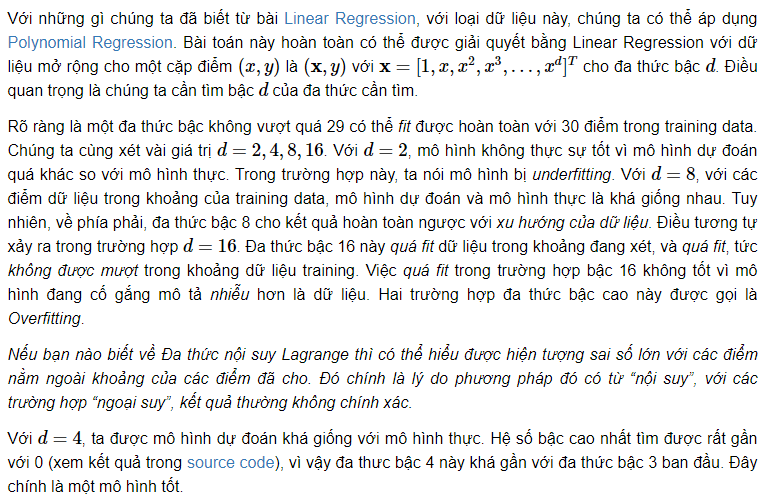 Với những gì chúng ta đã biết từ bài Linear Regression, với loại dữ liệu này, chúng ta có thể áp dụng
Polynomial Regression. Bài toán này hoàn toàn có thể được giải quyết bằng Linear Regression với dữ
liệu mở rộng cho một cặp điểm (x, y) là (𝐱, y) với 𝐱 = [1, x, x², x³, . . . , xᵈ]ᵀ cho đa thức bậc d. Điều
quan trọng là chúng ta cần tìm bậc d của đa thức cần tìm.
Rõ ràng là một đa thức bậc không vượt quá 29 có thể fit được hoàn toàn với 30 điểm trong training data.
Chúng ta cùng xét vài giá trị d = 2, 4, 8, 16. Với d = 2, mô hình không thực sự tốt vì mô hình dự đoán
quá khác so với mô hình thực. Trong trường hợp này, ta nói mô hình bị underfitting. Với d = 8, với các
điểm dữ liệu trong khoảng của training data, mô hình dự đoán và mô hình thực là khá giống nhau. Tuy
nhiên, về phía phải, đa thức bậc 8 cho kết quả hoàn toàn ngược với xu hướng của dữ liệu. Điều tương tự
xảy ra trong trường hợp d = 16. Đa thức bậc 16 này quá fit dữ liệu trong khoảng đang xét, và quá fit, tức
không được mượt trong khoảng dữ liệu training. Việc quá fit trong trường hợp bậc 16 không tốt vì mô
hình đang cố gắng mô tả nhiễu hơn là dữ liệu. Hai trường hợp đa thức bậc cao này được gọi là
Overfitting.
Nếu bạn nào biết về Đa thức nội suy Lagrange thì có thể hiểu được hiện tượng sai số lớn với các điểm
nằm ngoài khoảng của các điểm đã cho. Đó chính là lý do phương pháp đó có từ “nội suy”, với các
trường hợp “ngoại suy”, kết quả thường không chính xác.
Với d = 4, ta được mô hình dự đoán khá giống với mô hình thực. Hệ số bậc cao nhất tìm được rất gần
với 0 (xem kết quả trong source code), vì vậy đa thưc bậc 4 này khá gần với đa thức bậc 3 ban đầu. Đây
chính là một mô hình tốt.